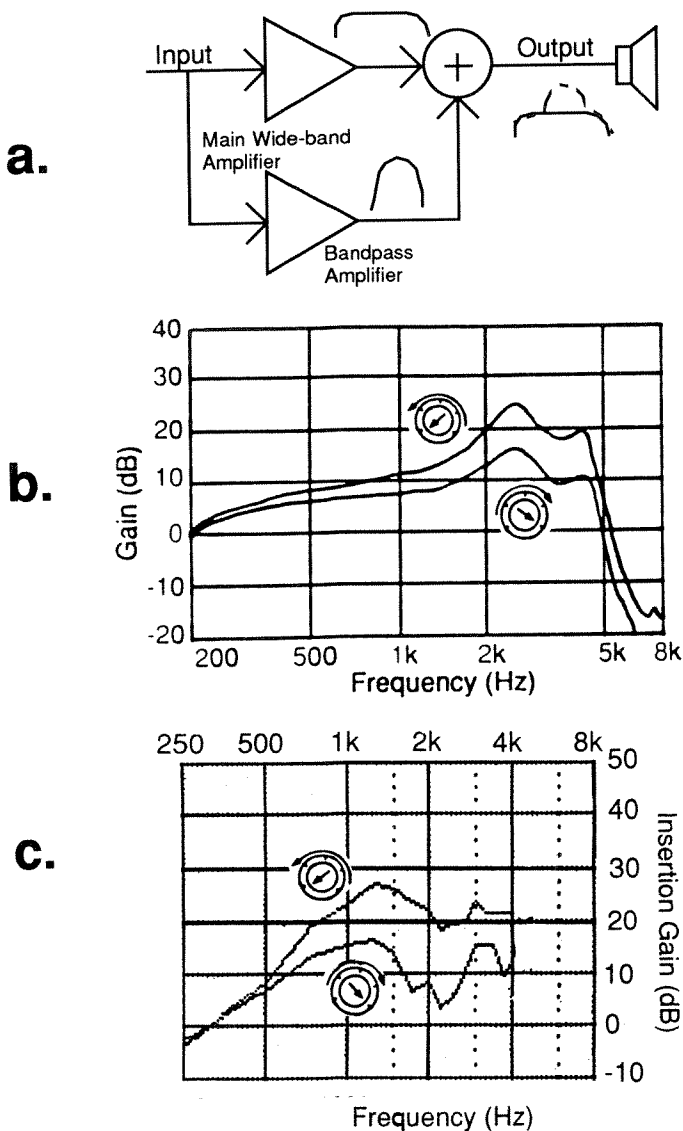 a.
Input
Output
+
Main Wide-band
Amplifier
Bandpass
Amplifier
b.
Gain (dB)
40
30
20
10
0
-10
-20
200 500 1k 2k 5k 8k
Frequency (Hz)
c.
250 500 1k 2k 4k 8k
50
40
30
20
10
0
-10
Insertion Gain (dB)
Frequency (Hz)